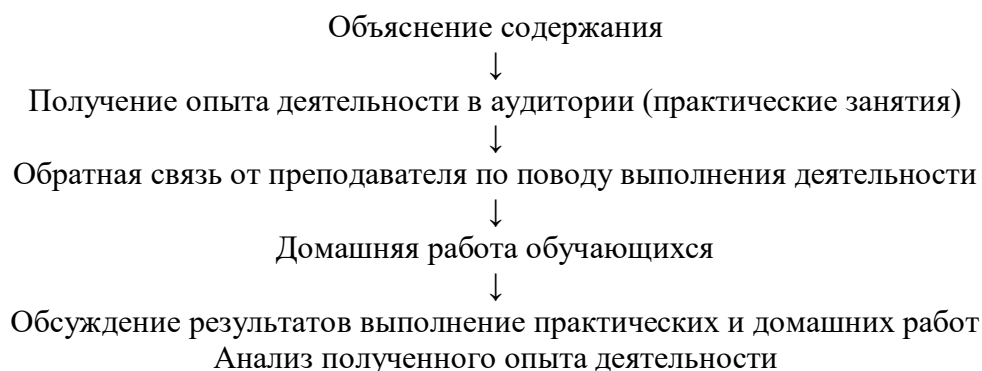 Объяснение содержания
↓
Получение опыта деятельности в аудитории (практические занятия)
↓
Обратная связь от преподавателя по поводу выполнения деятельности
↓
Домашняя работа обучающихся
↓
Обсуждение результатов выполнение практических и домашних работ
Анализ полученного опыта деятельности